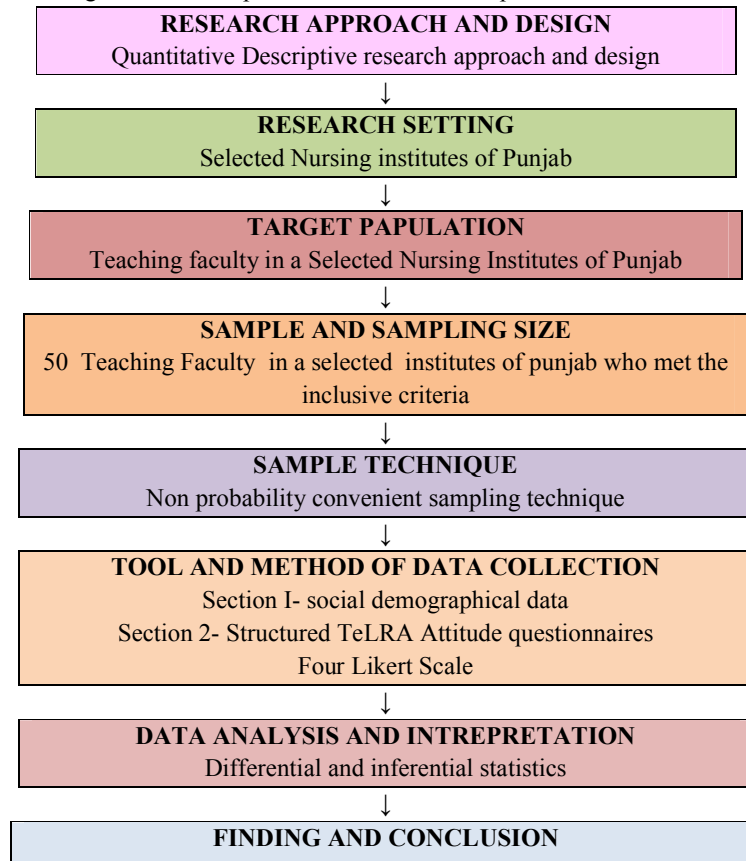 RESEARCH APPROACH AND DESIGN
Quantitative Descriptive research approach and design
↓
RESEARCH SETTING
Selected Nursing institutes of Punjab
↓
TARGET PAPULATION
Teaching faculty in a Selected Nursing Institutes of Punjab
↓
SAMPLE AND SAMPLING SIZE
50 Teaching Faculty in a selected institutes of punjab who met the
inclusive criteria
↓
SAMPLE TECHNIQUE
Non probability convenient sampling technique
↓
TOOL AND METHOD OF DATA COLLECTION
Section I- social demographical data
Section 2- Structured TeLRA Attitude questionnaires
Four Likert Scale
↓
DATA ANALYSIS AND INTREPRETATION
Differential and inferential statistics
↓
FINDING AND CONCLUSION